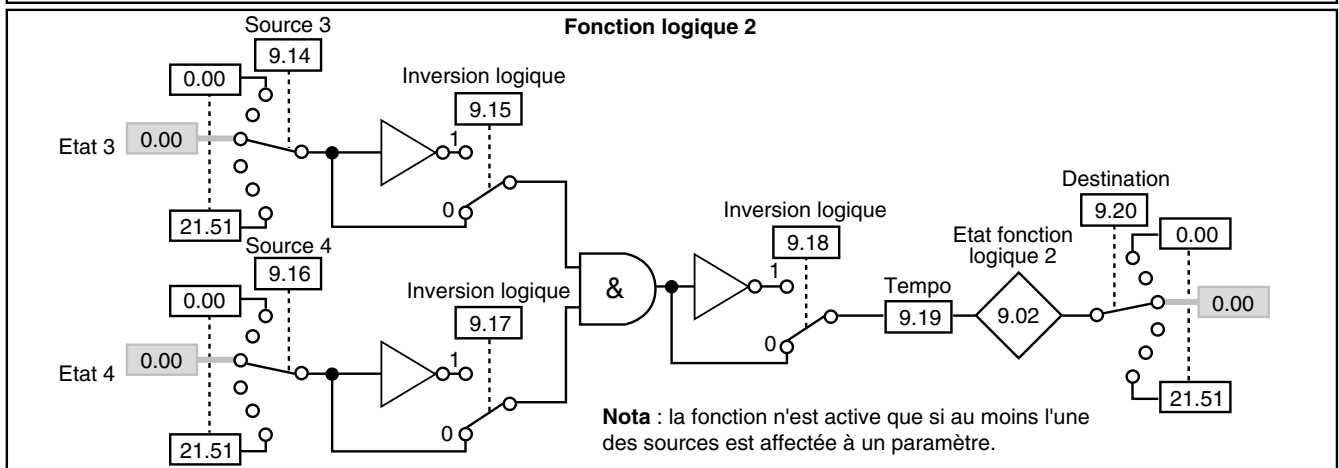 Fonction logique 2
Source 3
9.14
0.00
Inversion logique
9.15
Etat 3
0.00
1
0
21.51
Source 4
9.16
0.00
Inversion logique
9.17
Etat 4
0.00
1
0
21.51
&
Inversion logique
9.18
1
0
Tempo
9.19
Etat fonction
logique 2
9.02
Destination
9.20
0.00
0.00
21.51
Nota : la fonction n'est active que si au moins l'une
des sources est affectée à un paramètre.